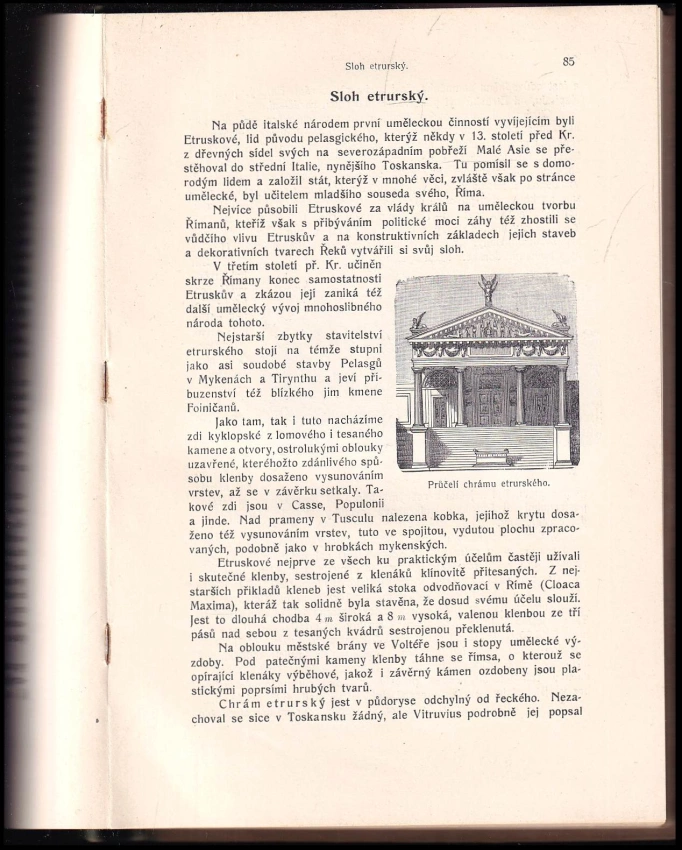 Sloh etrurský.
85
Sloh etrurský.
Na půdě italské národem první uměleckou činností vyvíjejícím byli
Etruskové, lid původu pelasgického, kterýž někdy v 13. století před Kr.
z dřevných sídel svých na severozápadním pobřeží Malé Asie se pře-
stěhoval do střední Italie, nynějšího Toskanska. Tu pomísil se s domo-
rodým lidem a založil stát, kterýž v mnohé věci, zvláště však po stránce
umělecké, byl učitelem mladšího souseda svého, Říma.
Nejvíce působili Etruskové za vlády králů na uměleckou tvorbu
Římanů, kteříž však s přibýváním politické moci záhy též zhostili se
vůdčího vlivu Etruskův a na konstruktivních základech jejich staveb
a dekorativních tvarech Řeků vytvářili si svůj sloh.
V třetím století př. Kr. učiněn
skrze Římany konec samostatnosti
Etruskův a zkázou její zaniká též
další umělecký vývoj mnohoslibného
národa tohoto.
Nejstarší zbytky stavitelství
etrurského stojí na témže stupni
jako asi soudobé stavby Pelasgů
v Mykenách a Tirynthu a jeví pří-
buzenství též blízkého jim kmene
Foiničanů.
Jako tam, tak i tuto nacházíme
zdi kyklopské z lomového i tesaného
kamene a otvory, ostrolukými oblouky
uzavřené, kteréhožto zdánlivého spů-
sobu klenby dosaženo vysunováním
vrstev, až se v závěrku setkaly. Ta-
kové zdi jsou v Casse, Populonii
a jinde. Nad prameny v Tusculu nalezena kobka, jejihož krytu dosa-
ženo též vysunováním vrstev, tuto ve spojitou, vydutou plochu zpraco-
vaných, podobně jako v hrobkách mykenských.
Průčelí chrámu etrurského.
Etruskové nejprve ze všech ku praktickým účelům častěji užívali
i skutečné klenby, sestrojené z klenáků klínovitě přitesaných. Z nej-
starších příkladů kleneb jest veliká stoka odvodňovací v Římě (Cloaca
Maxima), kteráž tak solidně byla stavěna, že dosud svému účelu slouží.
Jest to dlouhá chodba 4 m široká a 8 m vysoká, valenou klenbou ze tří
pásů nad sebou z tesaných kvádrů sestrojenou překlenutá.
Na oblouku městské brány ve Voltéře jsou i stopy umělecké vý-
zdoby. Pod patečnými kameny klenby táhne se římsa, o kterouž se
opírající klenáky výběhové, jakož i závěrný kámen ozdobeny jsou pla-
stickými poprsími hrubých tvarů.
Chrám etrurský jest v půdoryse odchylný od řeckého. Neza-
choval se sice v Toskansku žádný, ale Vitruvius podrobně jej popsal